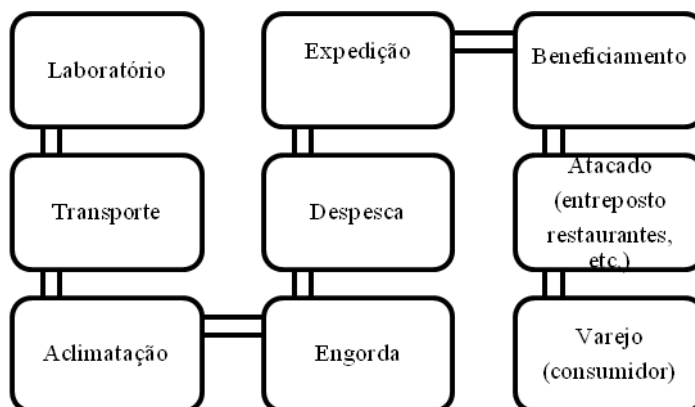 Laboratório
Transporte
Aclimatação
Engorda
Despesca
Expedição
Beneficiamento
Atacado
(entreposto
restaurantes,
etc.)
Varejo
(consumidor)